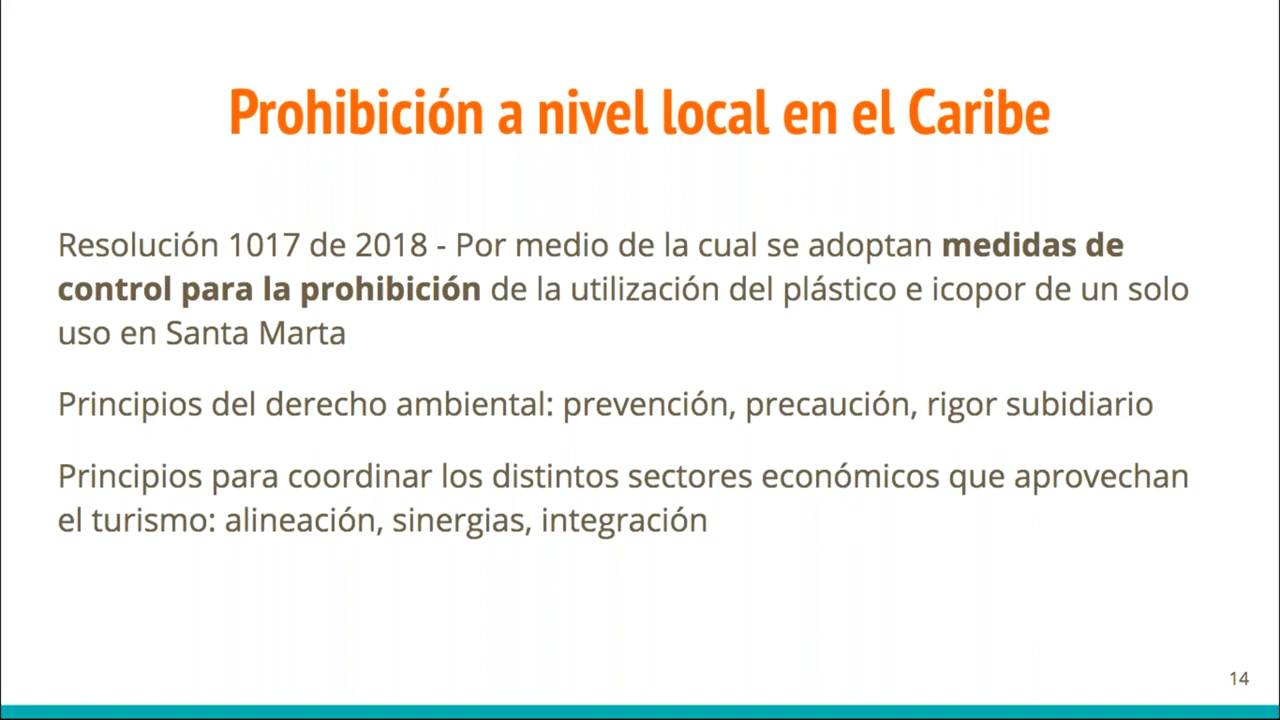 Prohibición a nivel local en el Caribe
Resolución 1017 de 2018 - Por medio de la cual se adoptan medidas de
control para la prohibición de la utilización del plástico e icopor de un solo
uso en Santa Marta
Principios del derecho ambiental: prevención, precaución, rigor subidiario
Principios para coordinar los distintos sectores económicos que aprovechan
el turismo: alineación, sinergias, integración
14